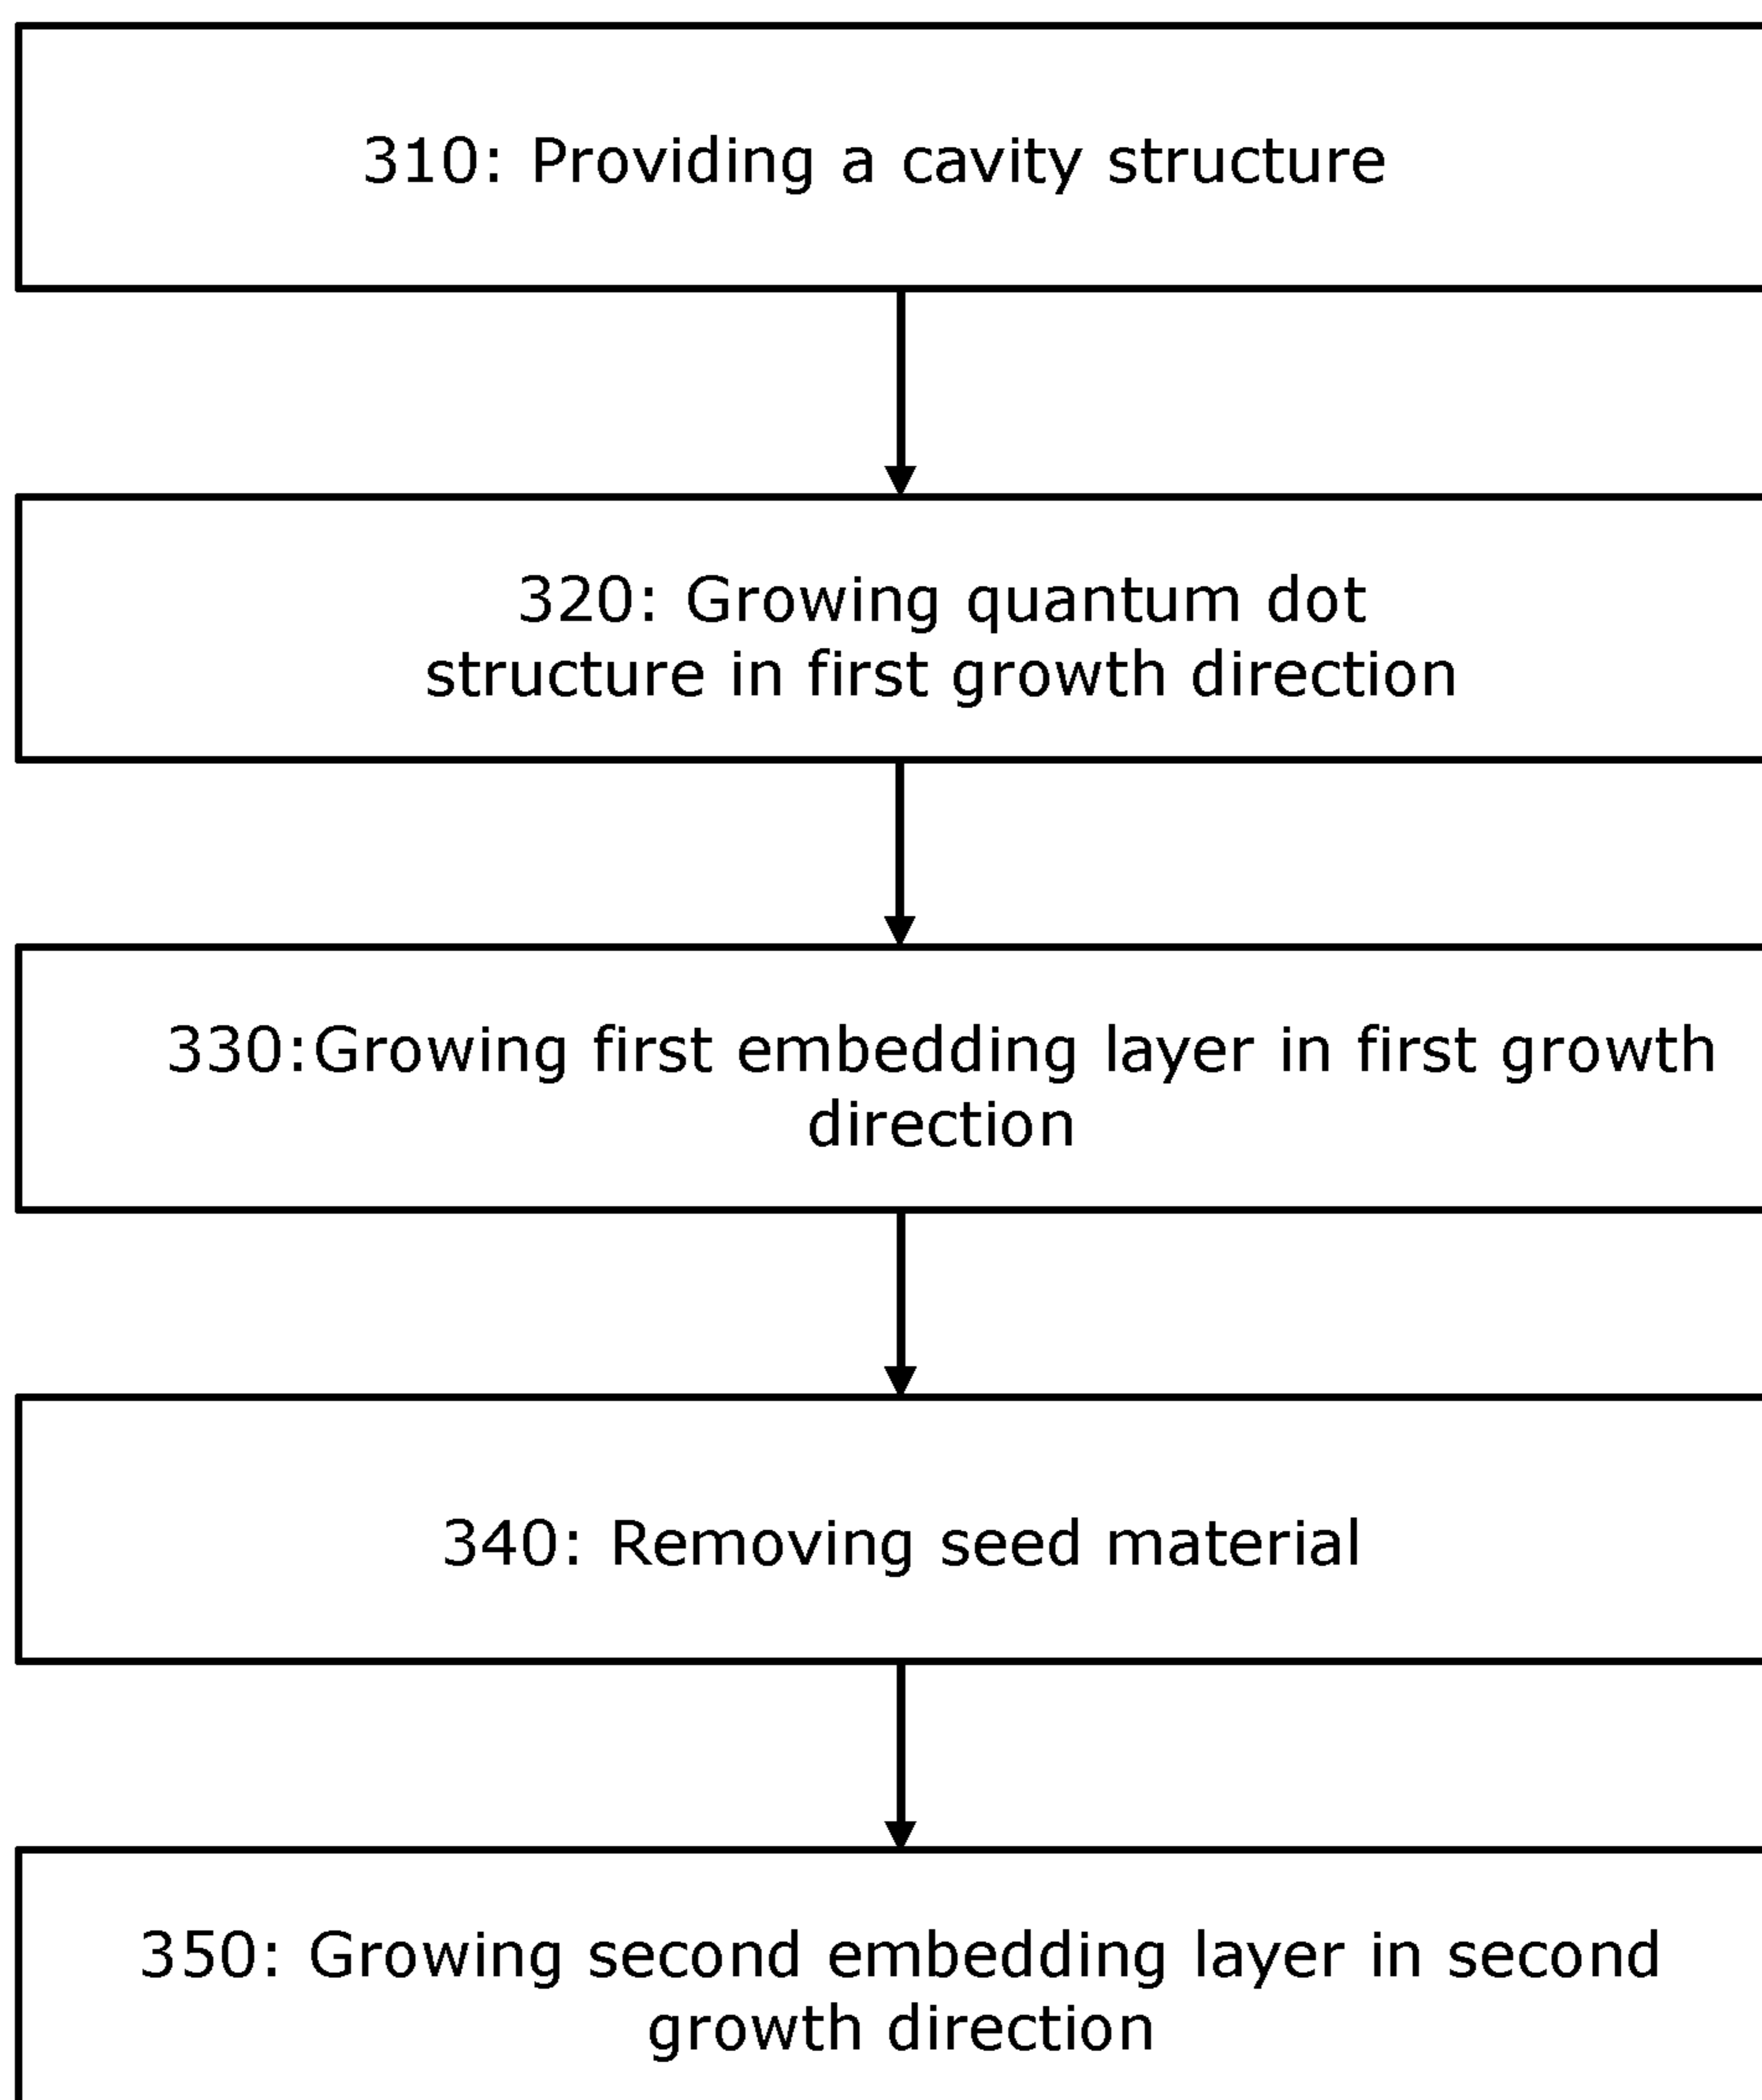 310: Providing a cavity structure
320: Growing quantum dot
structure in first growth direction
330:Growing first embedding layer in first growth
direction
340: Removing seed material
350: Growing second embedding layer in second
growth direction